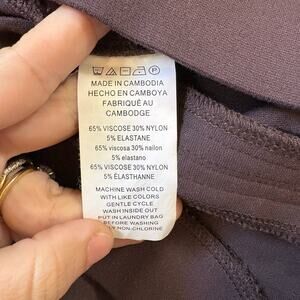 MADE IN CAMBODIA
HECHO EN CAMBOYA
FABRIQUÉ AU
CAMBODGE
65% VISCOSE 30% NYLON
5% ELASTANE
65% viscosa 30% nailon
5% elastano
65% VISCOSE 30% NYLON
5% ÉLASTHANNE
MACHINE WASH COLD
WITH LIKE COLORS
GENTLE CYCLE
WASH INSIDE OUT
PUT IN LAUNDRY BAG
BEFORE WASHING
NON-CHLORINE